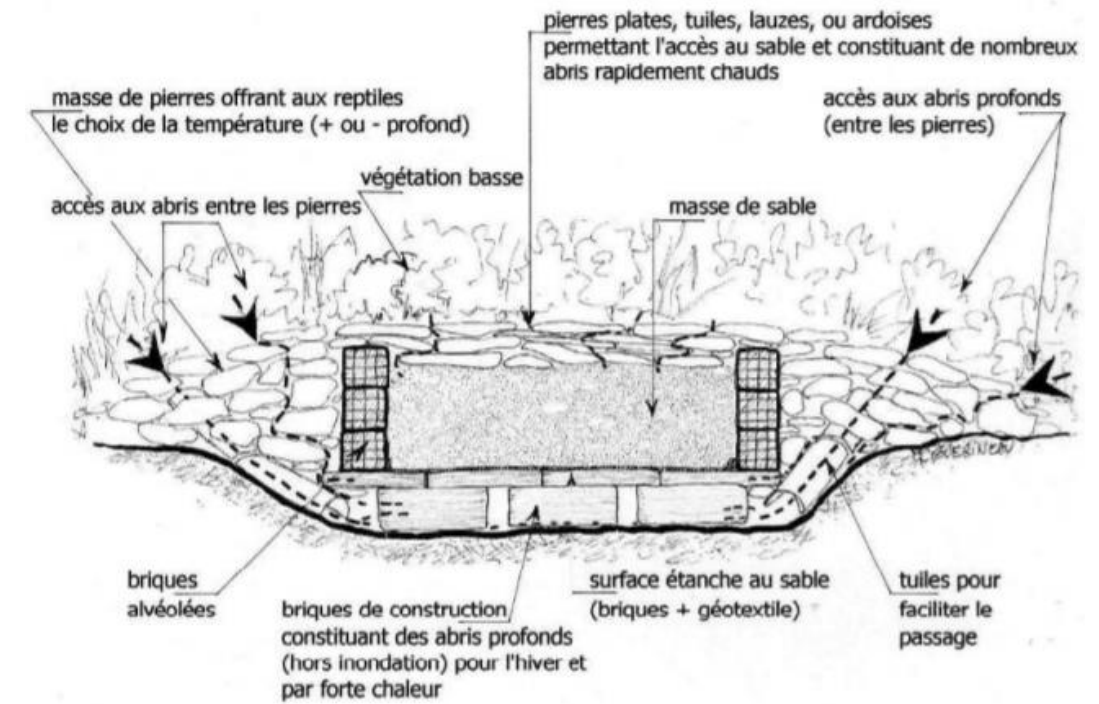 pierres plates, tuiles, lauzes, ou ardoises
permettant l'accès au sable et constituant de nombreux
abris rapidement chauds
masse de pierres offrant aux reptiles
le choix de la température (+ ou - profond)
accès aux abris profonds
(entre les pierres)
végétation basse
accès aux abris entre les pierres
masse de sable
briques
alvéolées
briques de construction
constituant des abris profonds
(hors inondation) pour l'hiver et
par forte chaleur
surface étanche au sable
(briques + géotextile)
tuiles pour
faciliter le
passage